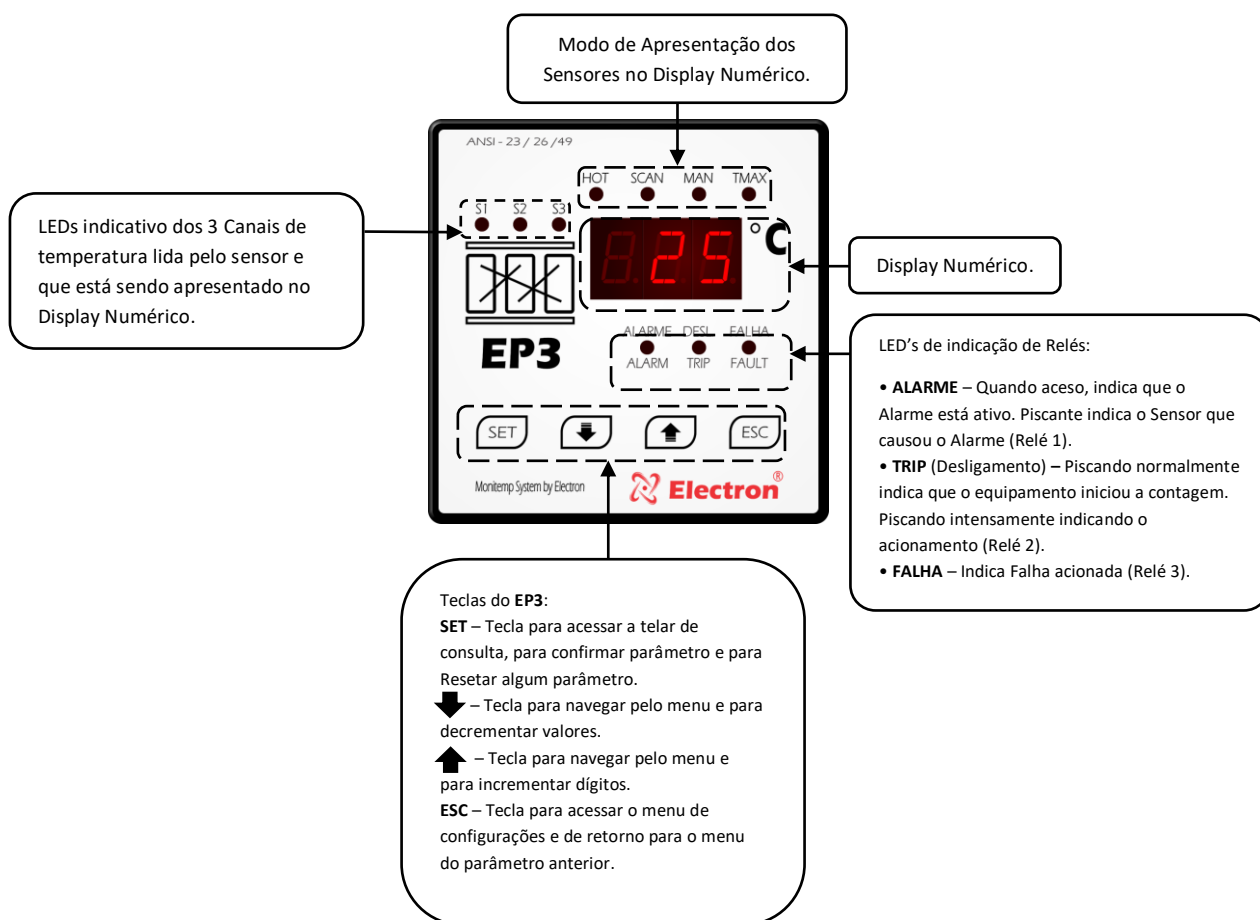 Modo de Apresentação dos
Sensores no Display Numérico.
ANSI - 23 / 26 /49
HOT SCAN MAN TMAX
S1 S2 S3
25 °C
LEDs indicativo dos 3 Canais de
temperatura lida pelo sensor e
que está sendo apresentado no
Display Numérico.
Display Numérico.
ALARME DESL FALHA
ALARM TRIP FAULT
EP3
SET ESC
Monitemp System by Electron
Electron®
LED’s de indicação de Relés:
• ALARME – Quando aceso, indica que o
Alarme está ativo. Piscante indica o Sensor que
causou o Alarme (Relé 1).
• TRIP (Desligamento) – Piscando normalmente
indica que o equipamento iniciou a contagem.
Piscando intensamente indicando o
acionamento (Relé 2).
• FALHA – Indica Falha acionada (Relé 3).
Teclas do EP3:
SET – Tecla para acessar a telar de
consulta, para confirmar parâmetro e para
Resetar algum parâmetro.
– Tecla para navegar pelo menu e para
decrementar valores.
– Tecla para navegar pelo menu e
para incrementar dígitos.
ESC – Tecla para acessar o menu de
configurações e de retorno para o menu
do parâmetro anterior.